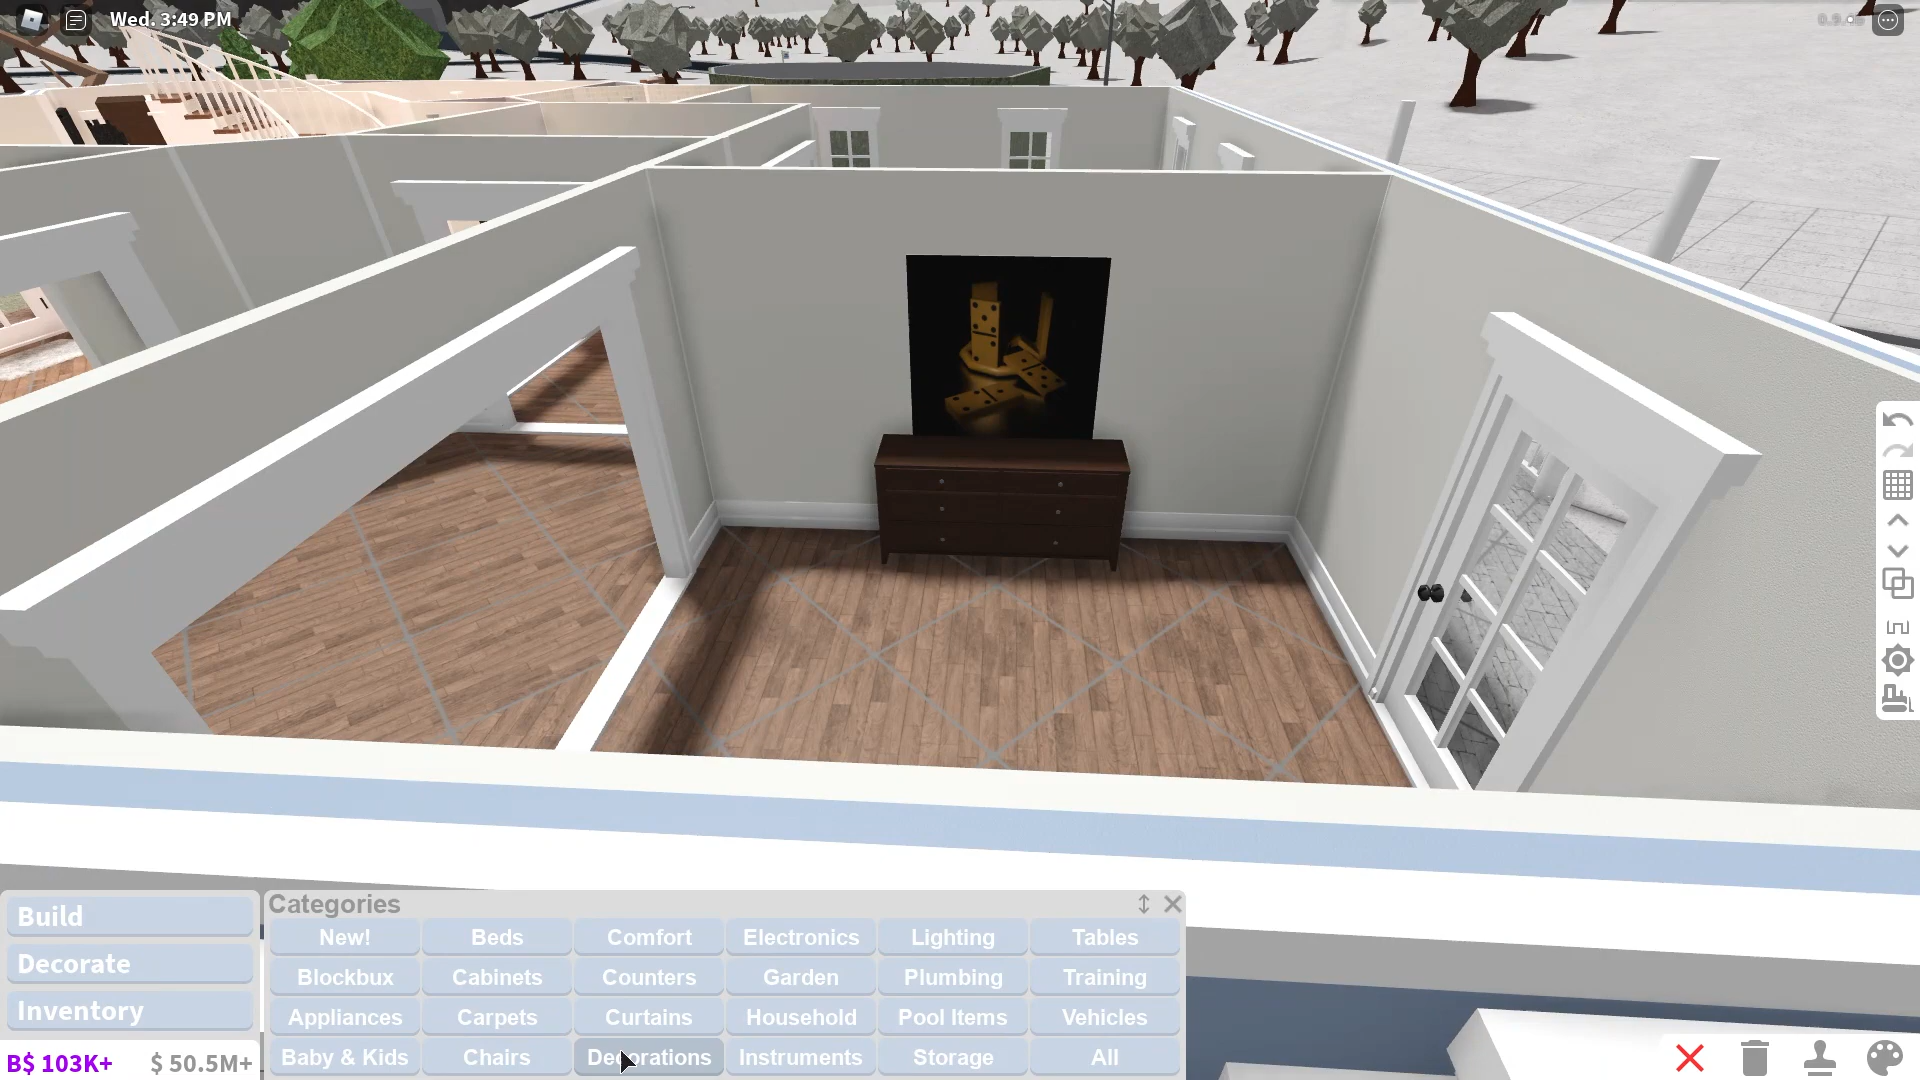 Wed. 3:49 PM
Build
Decorate
Inventory
B$ 103K+ $ 50.5M+
Categories
New! Beds Comfort Electronics Lighting Tables
Blockbux Cabinets Counters Garden Plumbing Training
Appliances Carpets Curtains Household Pool Items Vehicles
Baby & Kids Chairs Decorations Instruments Storage All